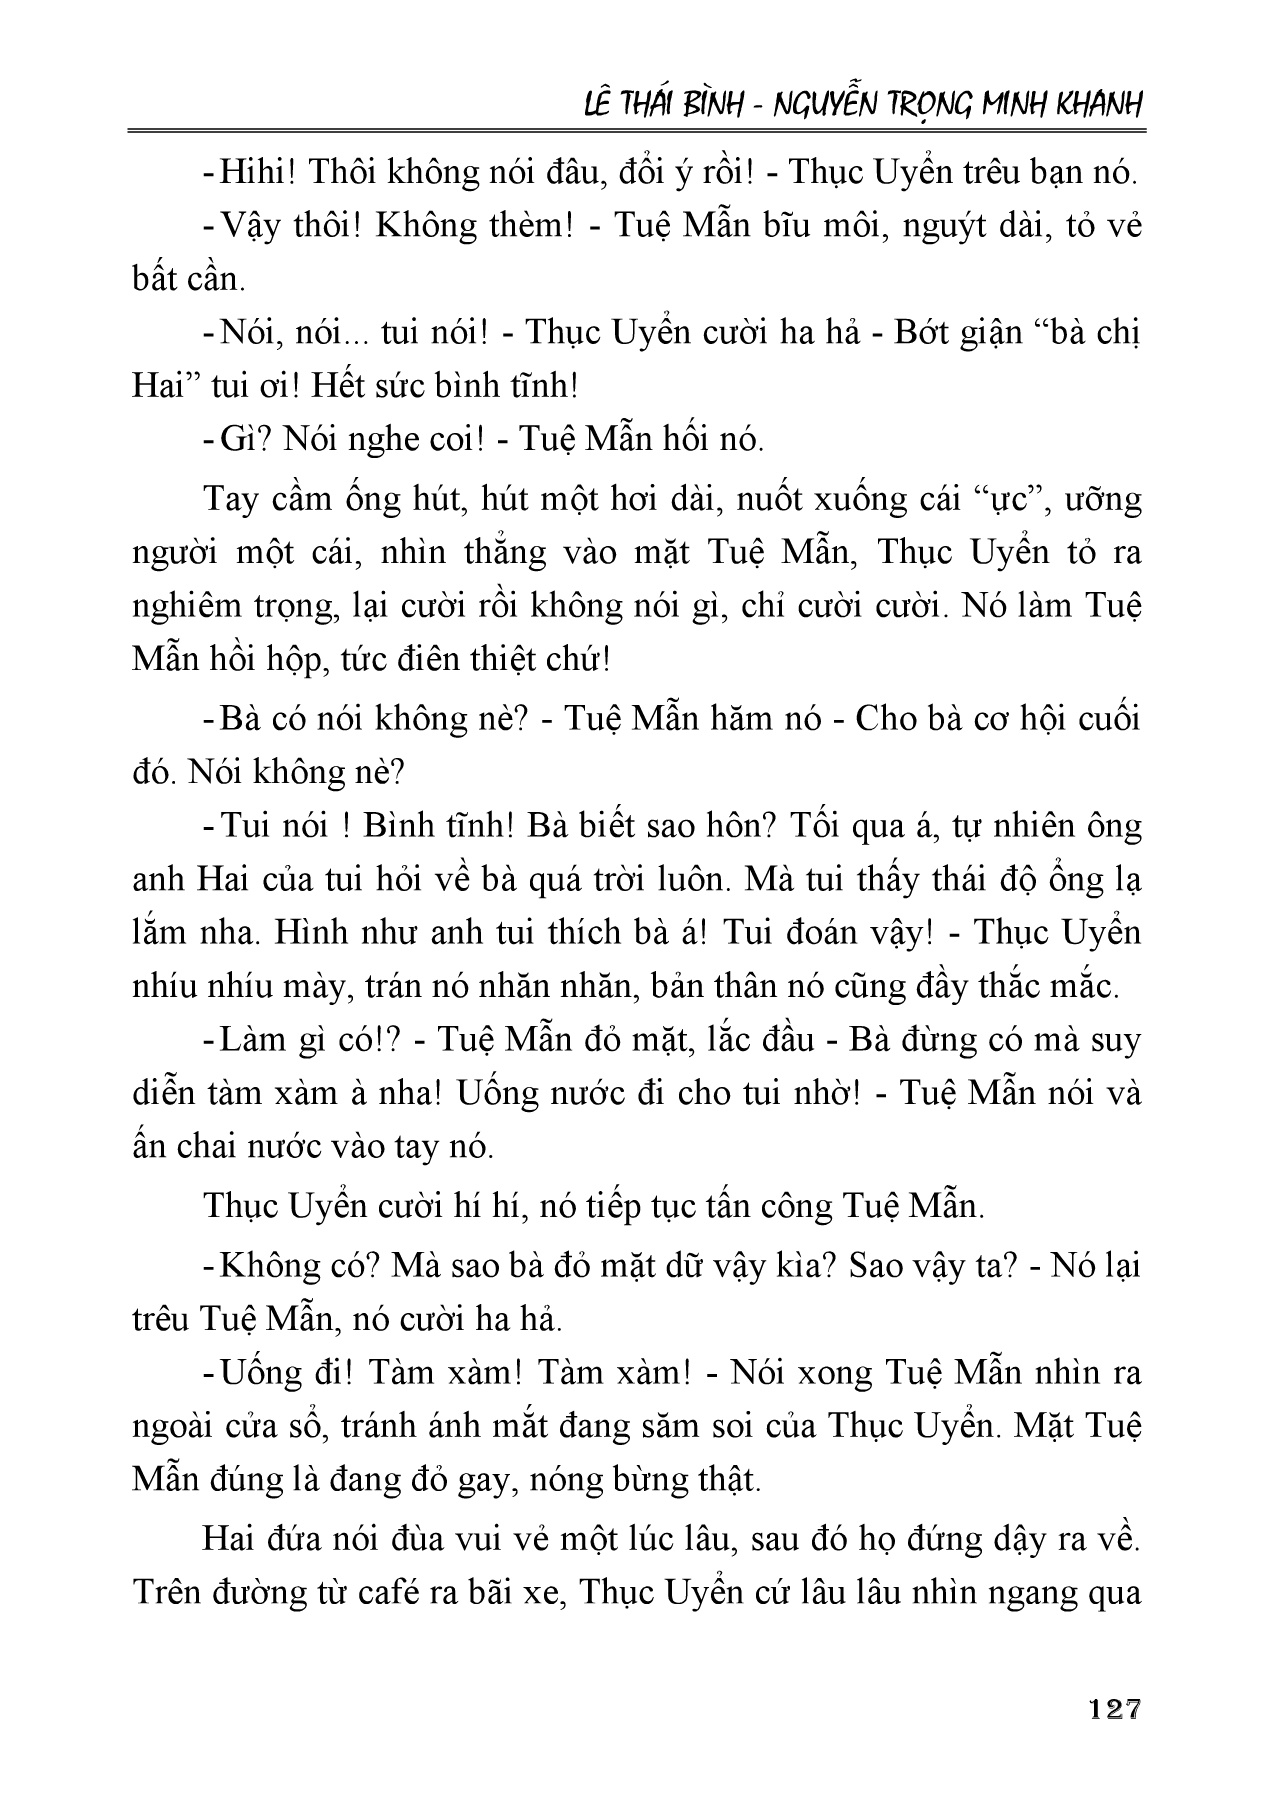 LÊ THÁI BÌNH - NGUYỄN TRỌNG MINH KHANH
- Hihi! Thôi không nói đâu, đổi ý rồi! - Thục Uyển trêu bạn nó.
- Vậy thôi! Không thèm! - Tuệ Mẫn bĩu môi, nguýt dài, tỏ vẻ
bất cần.
- Nói, nói... tui nói! - Thục Uyển cười ha hả - Bớt giận “bà chị
Hai” tui ơi! Hết sức bình tĩnh!
- Gì? Nói nghe coi! - Tuệ Mẫn hối nó.
Tay cầm ống hút, hút một hơi dài, nuốt xuống cái “ực”, ưỡng
người một cái, nhìn thẳng vào mặt Tuệ Mẫn, Thục Uyển tỏ ra
nghiêm trọng, lại cười rồi không nói gì, chỉ cười cười. Nó làm Tuệ
Mẫn hồi hộp, tức điên thiệt chứ!
- Bà có nói không nè? - Tuệ Mẫn hăm nó - Cho bà cơ hội cuối
đó. Nói không nè?
- Tui nói ! Bình tĩnh! Bà biết sao hôn? Tối qua á, tự nhiên ông
anh Hai của tui hỏi về bà quá trời luôn. Mà tui thấy thái độ ổng lạ
lắm nha. Hình như anh tui thích bà á! Tui đoán vậy! - Thục Uyển
nhíu nhíu mày, trán nó nhăn nhăn, bản thân nó cũng đầy thắc mắc.
- Làm gì có!? - Tuệ Mẫn đỏ mặt, lắc đầu - Bà đừng có mà suy
diễn tàm xàm à nha! Uống nước đi cho tui nhờ! - Tuệ Mẫn nói và
ấn chai nước vào tay nó.
Thục Uyển cười hí hí, nó tiếp tục tấn công Tuệ Mẫn.
- Không có? Mà sao bà đỏ mặt dữ vậy kìa? Sao vậy ta? - Nó lại
trêu Tuệ Mẫn, nó cười ha hả.
- Uống đi! Tàm xàm! Tàm xàm! - Nói xong Tuệ Mẫn nhìn ra
ngoài cửa sổ, tránh ánh mắt đang săm soi của Thục Uyển. Mặt Tuệ
Mẫn đúng là đang đỏ gay, nóng bừng thật.
Hai đứa nói đùa vui vẻ một lúc lâu, sau đó họ đứng dậy ra về.
Trên đường từ café ra bãi xe, Thục Uyển cứ lâu lâu nhìn ngang qua
127